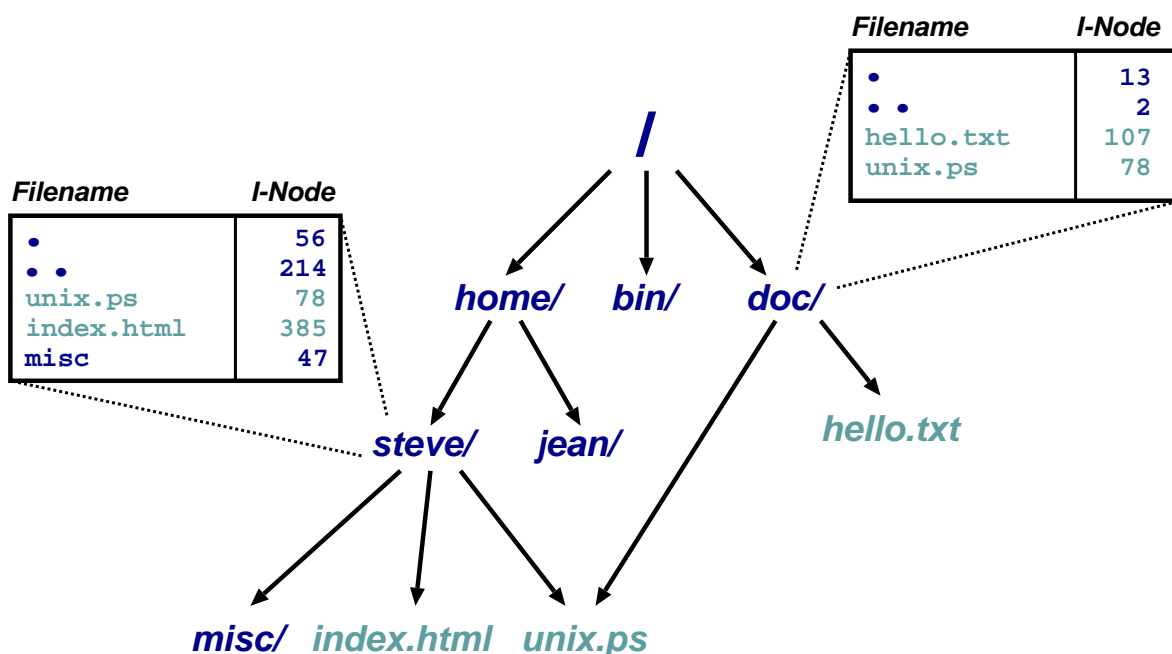 Filename I-Node
• 13
•• 2
hello.txt 107
unix.ps 78
/
Filename I-Node
• 56
•• 214
unix.ps 78
index.html 385
misc 47
home/ bin/ doc/
steve/ jean/ hello.txt
misc/ index.html unix.ps